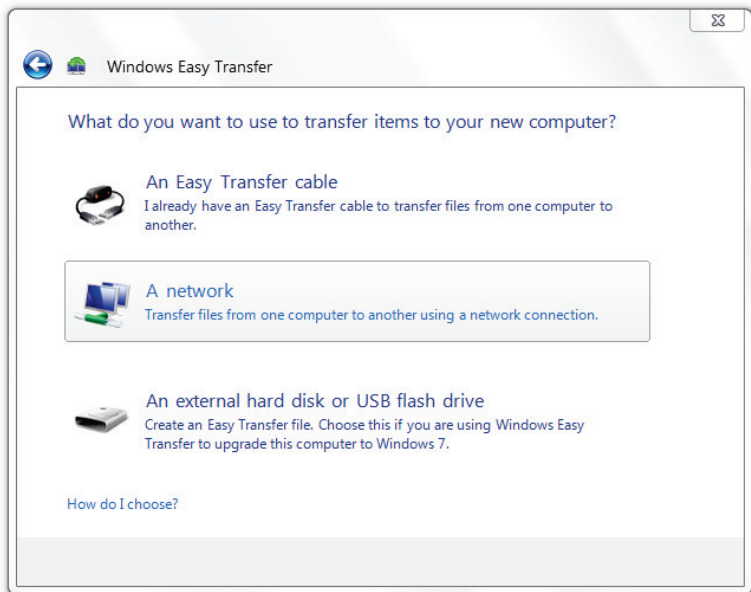 Windows Easy Transfer
What do you want to use to transfer items to your new computer?
An Easy Transfer cable
I already have an Easy Transfer cable to transfer files from one computer to
another.
A network
Transfer files from one computer to another using a network connection.
An external hard disk or USB flash drive
Create an Easy Transfer file. Choose this if you are using Windows Easy
Transfer to upgrade this computer to Windows 7.
How do I choose?